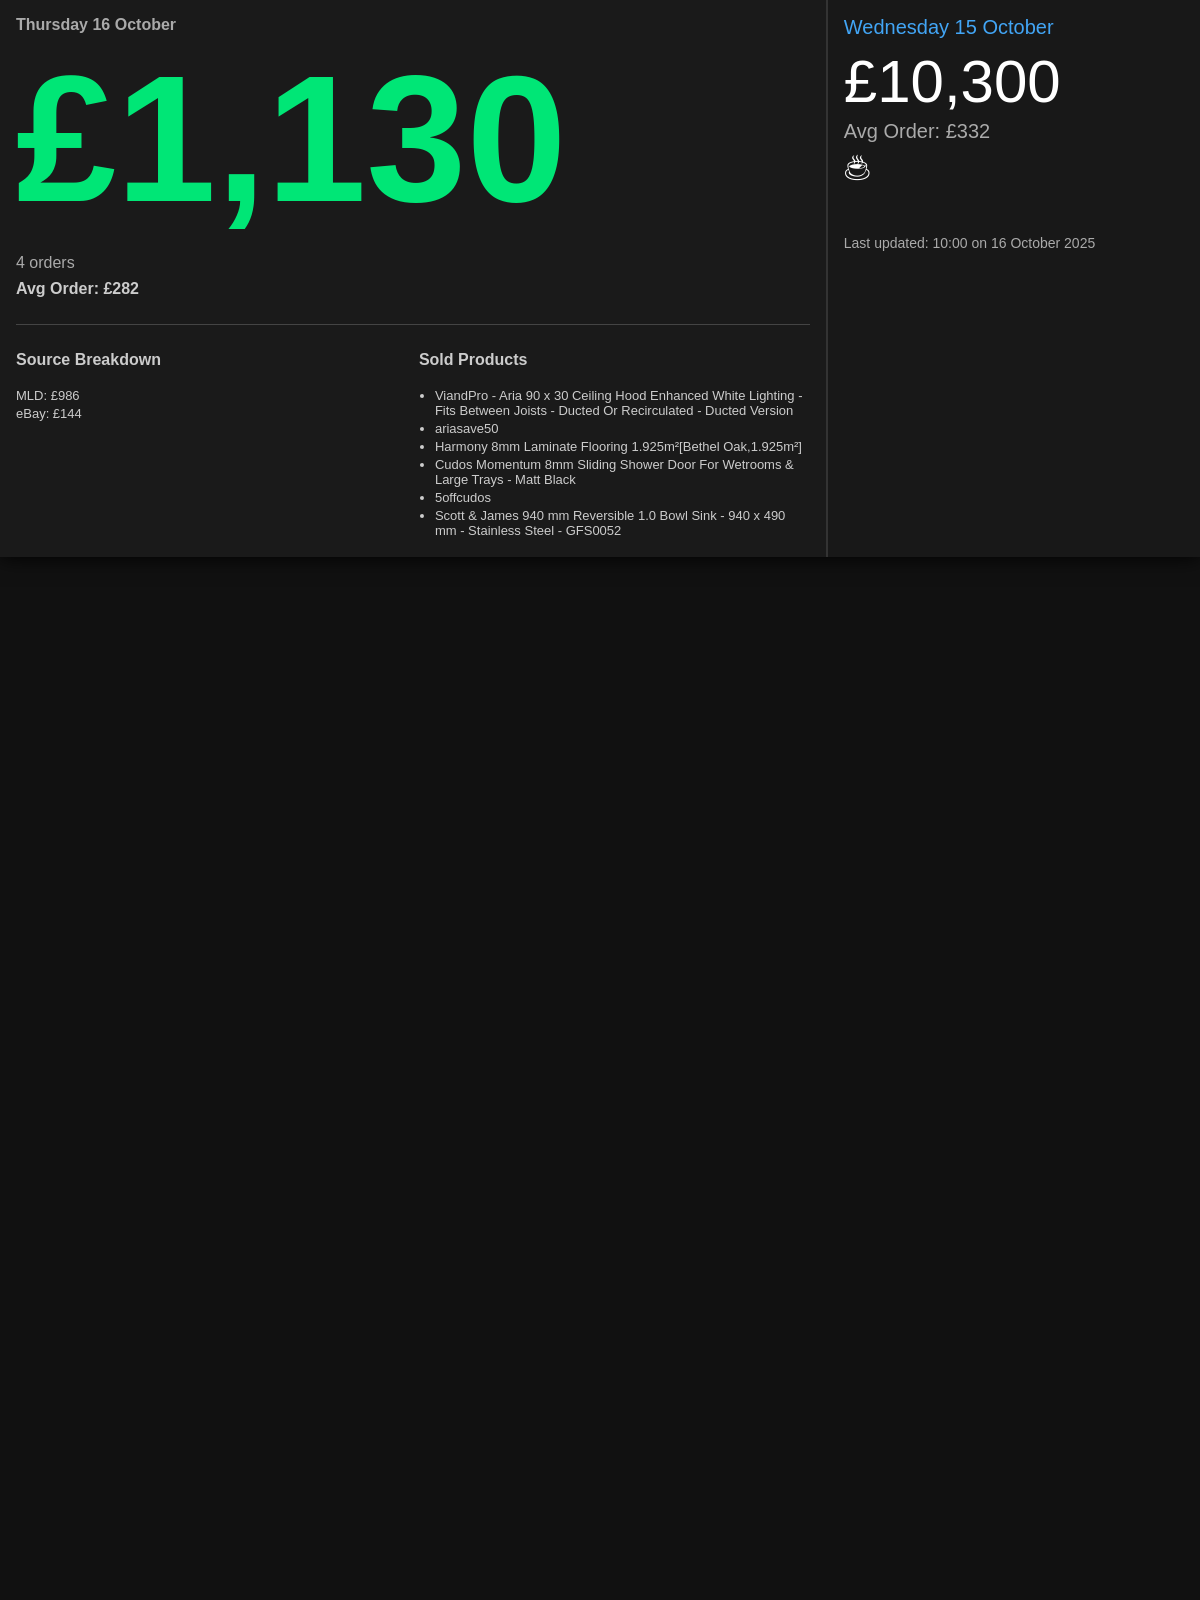 Thursday 16 October
£1,130
4 orders
Avg Order: £282
Source Breakdown
MLD: £986
eBay: £144
Sold Products
• ViandPro - Aria 90 x 30 Ceiling Hood Enhanced White Lighting -
Fits Between Joists - Ducted Or Recirculated - Ducted Version
• ariasave50
• Harmony 8mm Laminate Flooring 1.925m²[Bethel Oak,1.925m²]
• Cudos Momentum 8mm Sliding Shower Door For Wetrooms &
Large Trays - Matt Black
• 5offcudos
• Scott & James 940 mm Reversible 1.0 Bowl Sink - 940 x 490
mm - Stainless Steel - GFS0052
Wednesday 15 October
£10,300
Avg Order: £332
☕
Last updated: 10:00 on 16 October 2025